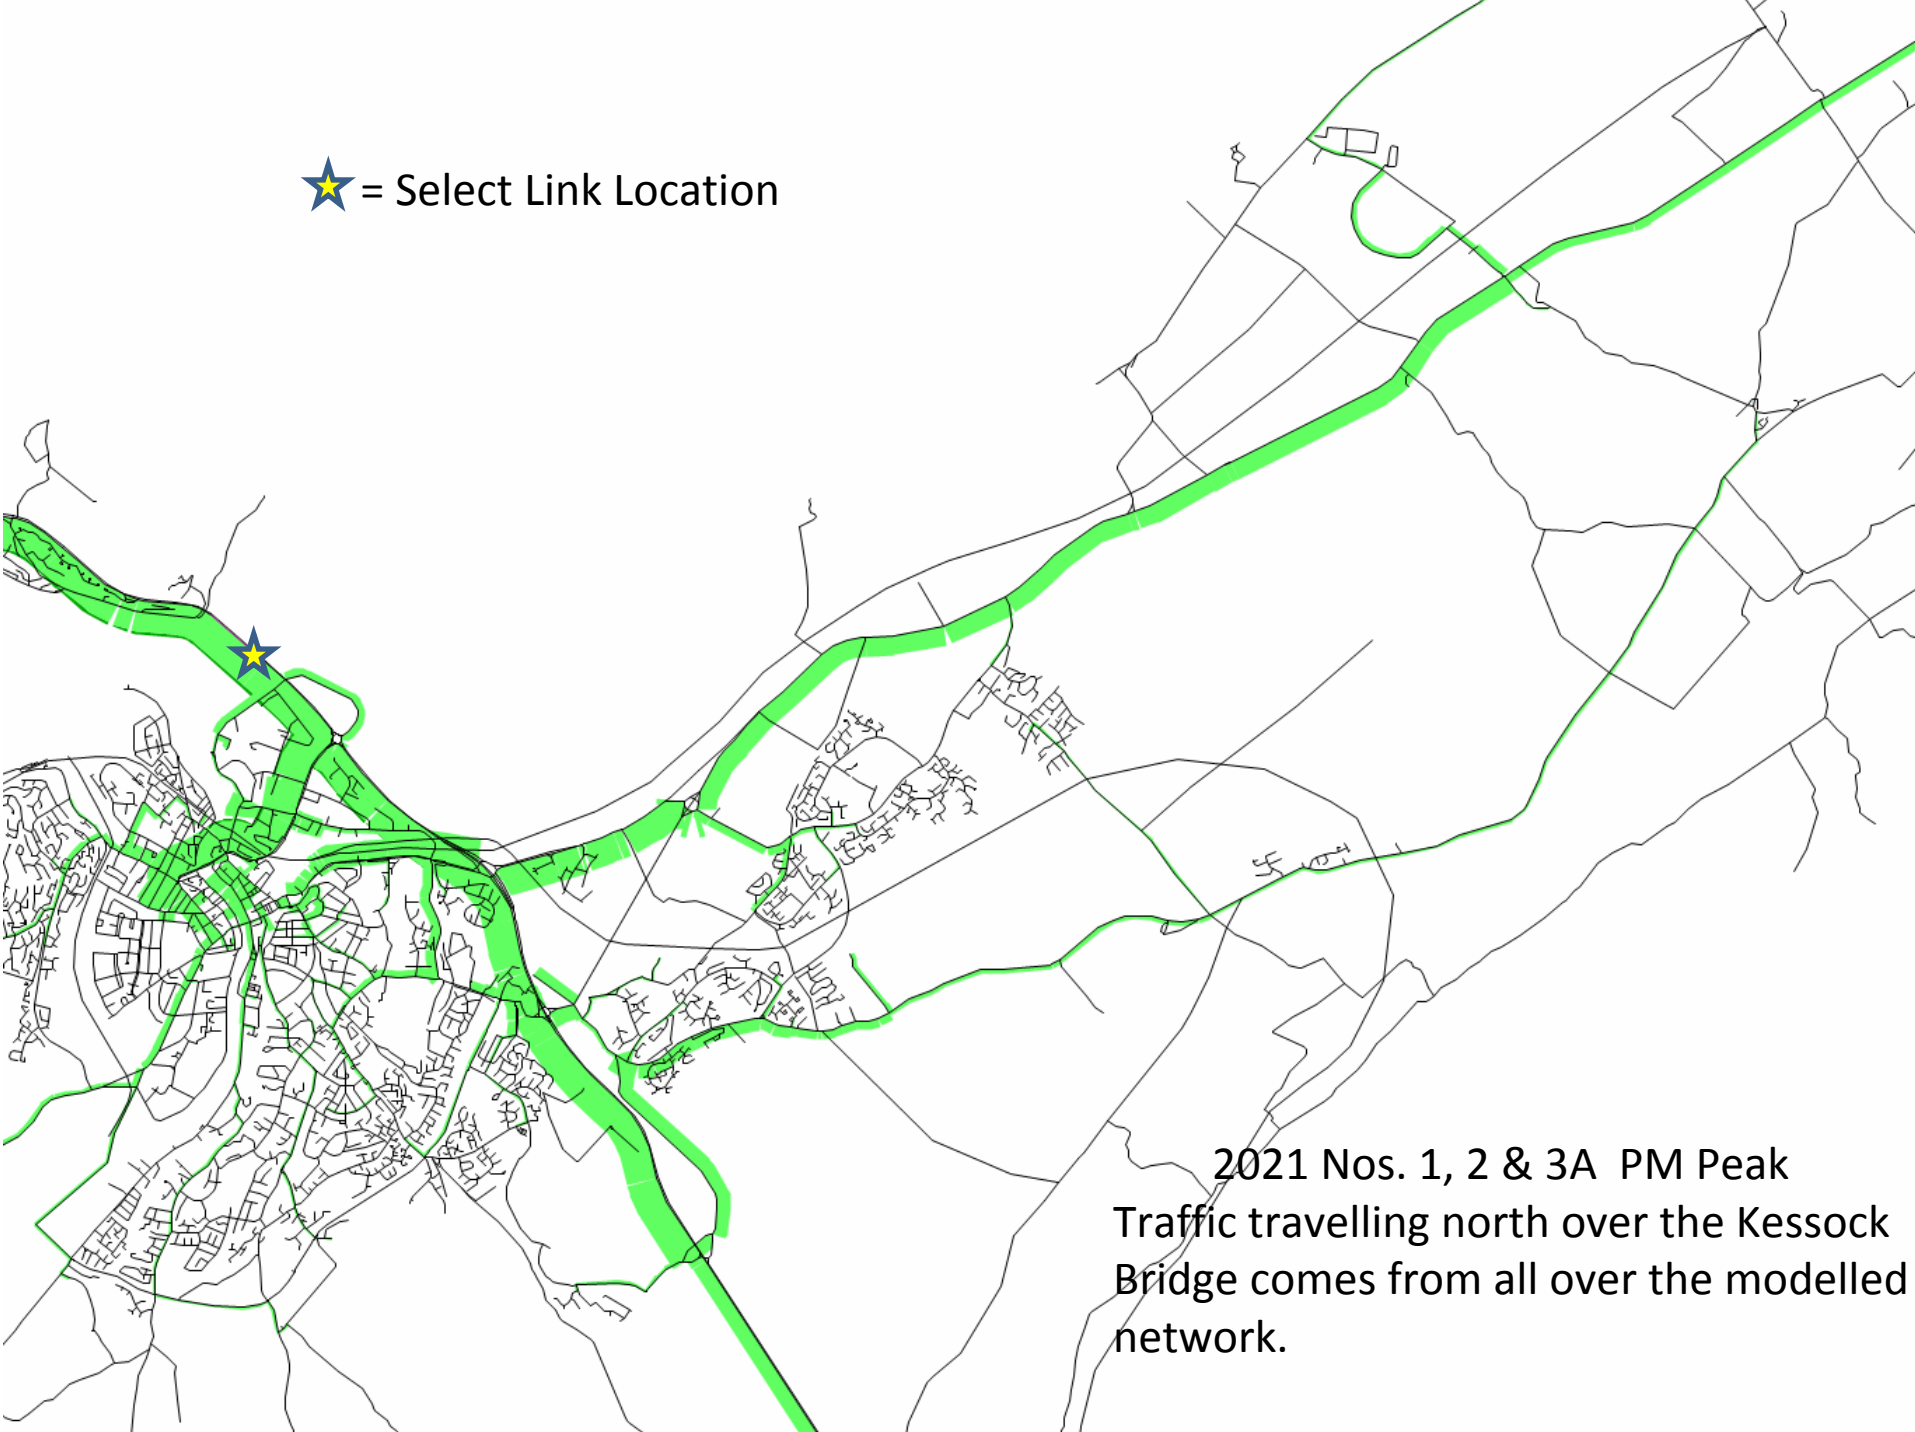 = Select Link Location
2021 Nos. 1, 2 & 3A PM Peak
Traffic travelling north over the Kessock
Bridge comes from all over the modelled
network.